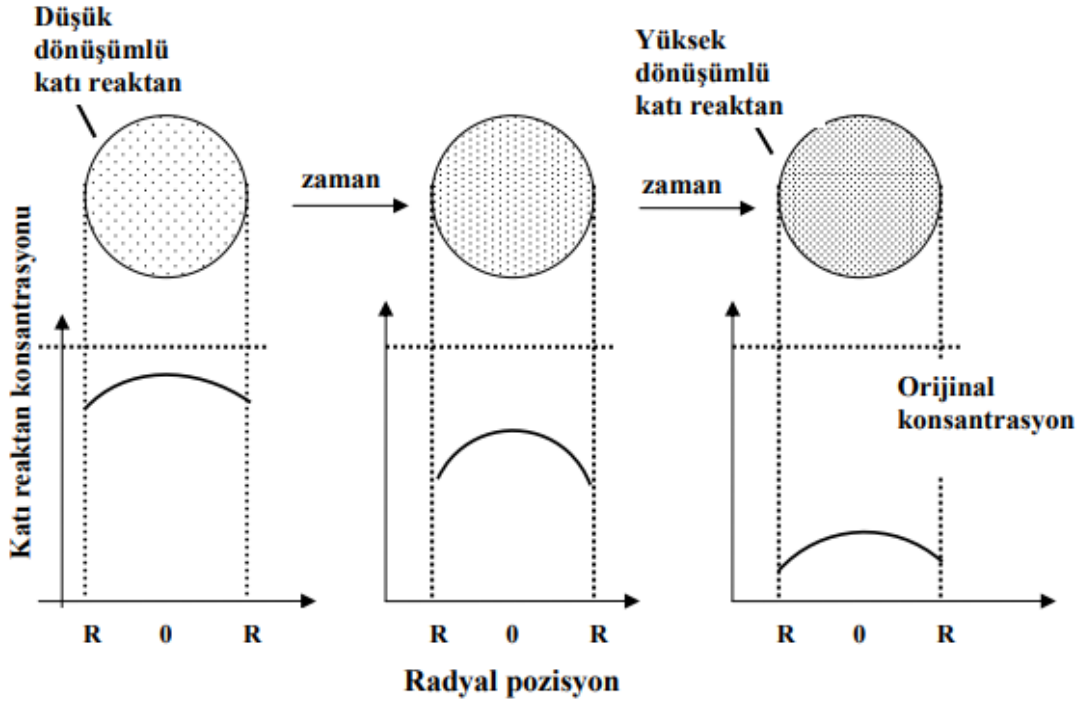 Düşük
dönüşümlü
katı reaktan
Yüksek
dönüşümlü
katı reaktan
zaman
zaman
Katı reaktan konsantrasyonu
Orijinal
konsantrasyon
R 0 R
R 0 R
R 0 R
Radyal pozisyon